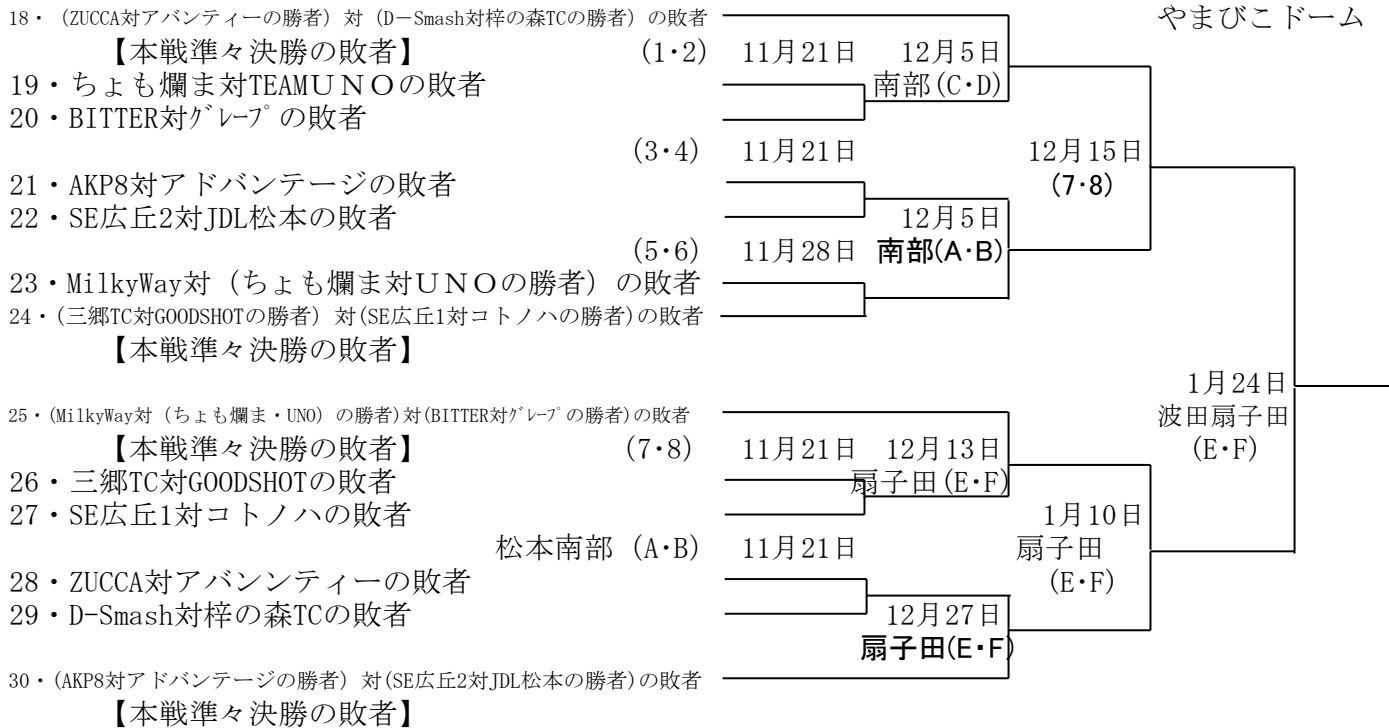 18・(ZUCCA対アバンティーの勝者)対(D－Smash対梓の森TCの勝者)の敗者
やまびこドーム
【本戦準々決勝の敗者】 (1・2) 11月21日 12月5日
19・ちょも爛ま対TEAMＵＮＯの敗者 南部(C・D)
20・BITTER対ｸﾞﾚｰﾌﾟの敗者
(3・4) 11月21日 12月15日
21・AKP8対アドバンテージの敗者 (7・8)
22・SE広丘2対JDL松本の敗者 12月5日
(5・6) 11月28日 南部(A・B)
23・MilkyWay対(ちょも爛ま対ＵＮＯの勝者)の敗者
24・(三郷TC対GOODSHOTの勝者)対(SE広丘1対コトノハの勝者)の敗者
【本戦準々決勝の敗者】
1月24日
25・(MilkyWay対(ちょも爛ま・UNO)の勝者)対(BITTER対ｸﾞﾚｰﾌﾟの勝者)の敗者 波田扇子田
【本戦準々決勝の敗者】 (7・8) 11月21日 12月13日 (E・F)
26・三郷TC対GOODSHOTの敗者 扇子田(E・F)
27・SE広丘1対コトノハの敗者 1月10日
松本南部(A・B) 11月21日 扇子田
28・ZUCCA対アバンンティーの敗者 (E・F)
29・D-Smash対梓の森TCの敗者 12月27日
扇子田(E・F)
30・(AKP8対アドバンテージの勝者)対(SE広丘2対JDL松本の勝者)の敗者
【本戦準々決勝の敗者】